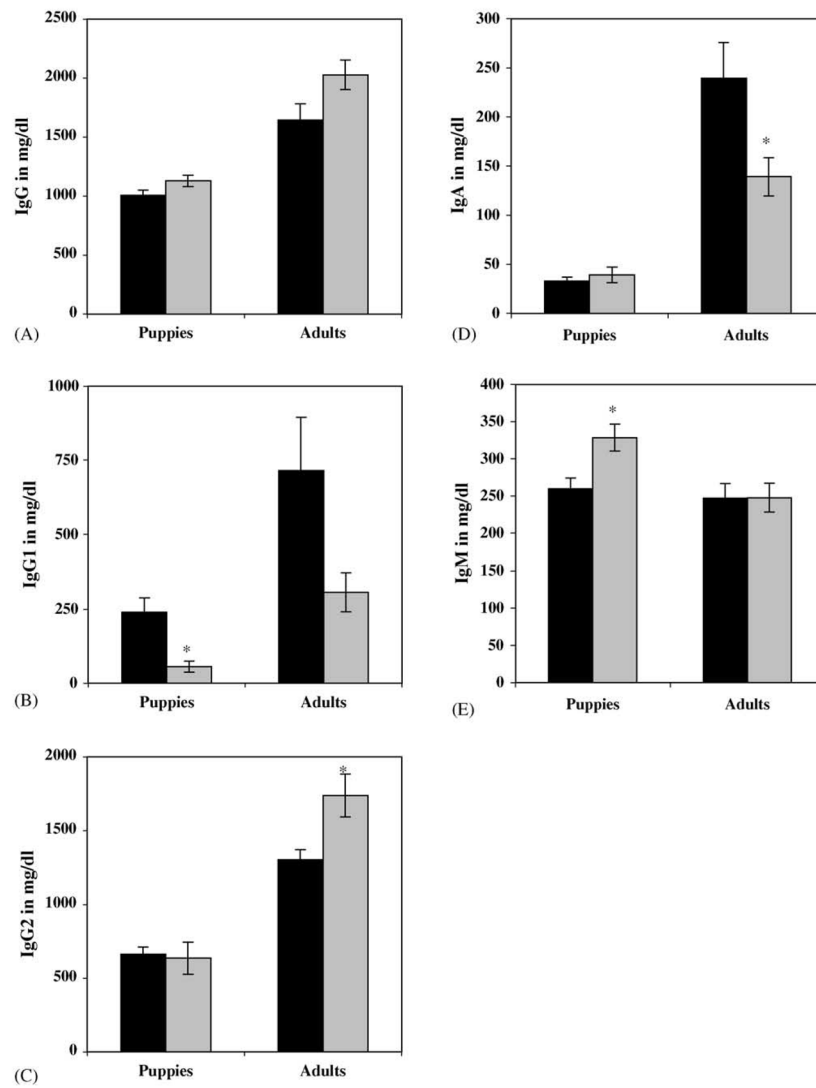 2500
2000
1500
1000
500
0
IgG in mg/dl
Puppies Adults
(A)
1000
750
500
250
0
IgG1 in mg/dl
*
Puppies Adults
(B)
2000
1500
1000
500
0
IgG2 in mg/dl
*
Puppies Adults
(C)
300
250
200
150
100
50
0
IgA in mg/dl
*
Puppies Adults
(D)
400
350
300
250
200
150
100
50
0
IgM in mg/dl
*
Puppies Adults
(E)